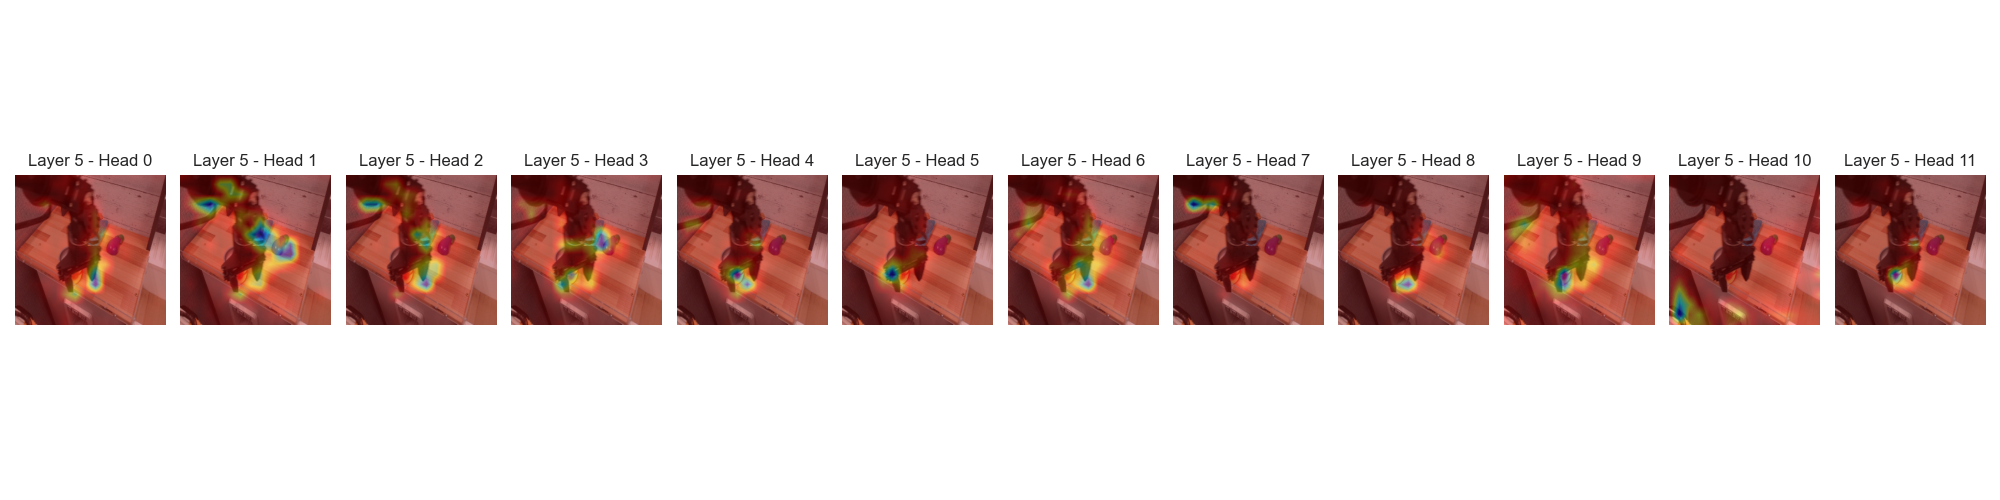 Layer 5 - Head 0
Layer 5 - Head 1
Layer 5 - Head 2
Layer 5 - Head 3
Layer 5 - Head 4
Layer 5 - Head 5
Layer 5 - Head 6
Layer 5 - Head 7
Layer 5 - Head 8
Layer 5 - Head 9
Layer 5 - Head 10
Layer 5 - Head 11